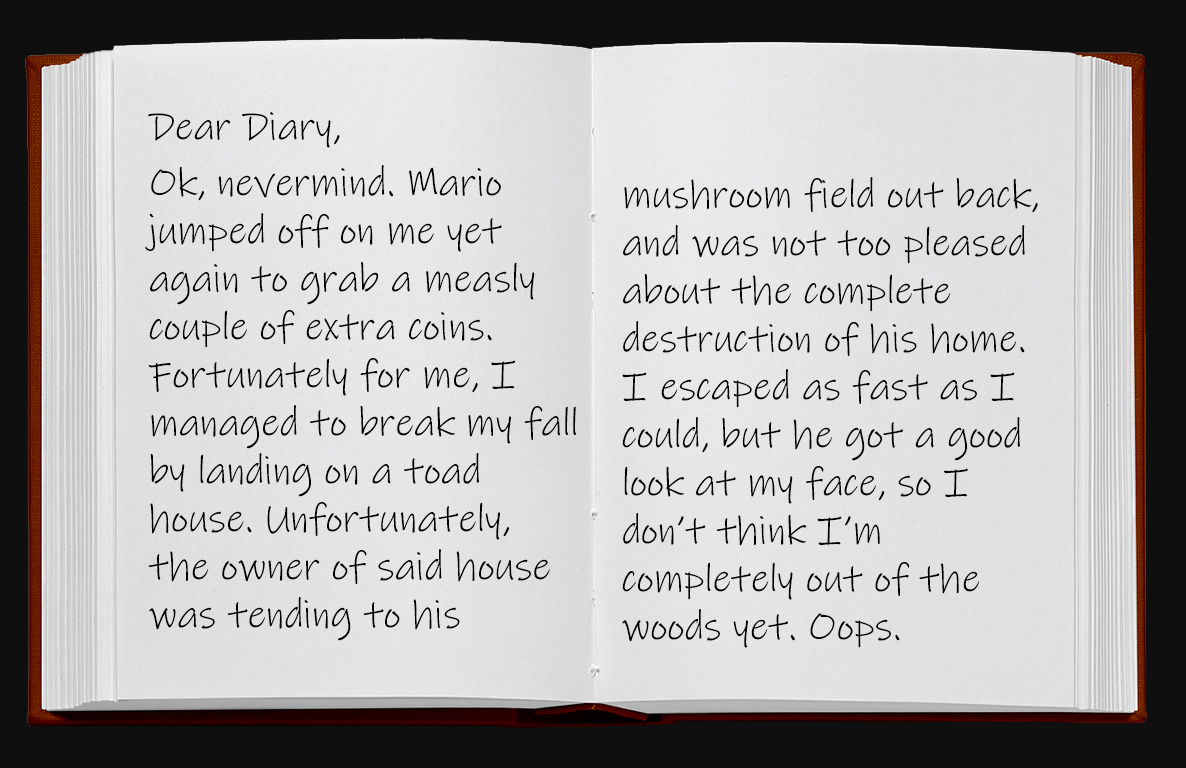 Dear Diary,
Ok, nevermind. Mario
jumped off on me yet
again to grab a measly
couple of extra coins.
Fortunately for me, I
managed to break my fall
by landing on a toad
house. Unfortunately,
the owner of said house
was tending to his
mushroom field out back,
and was not too pleased
about the complete
destruction of his home.
I escaped as fast as I
could, but he got a good
look at my face, so I
don't think I'm
completely out of the
woods yet. Oops.